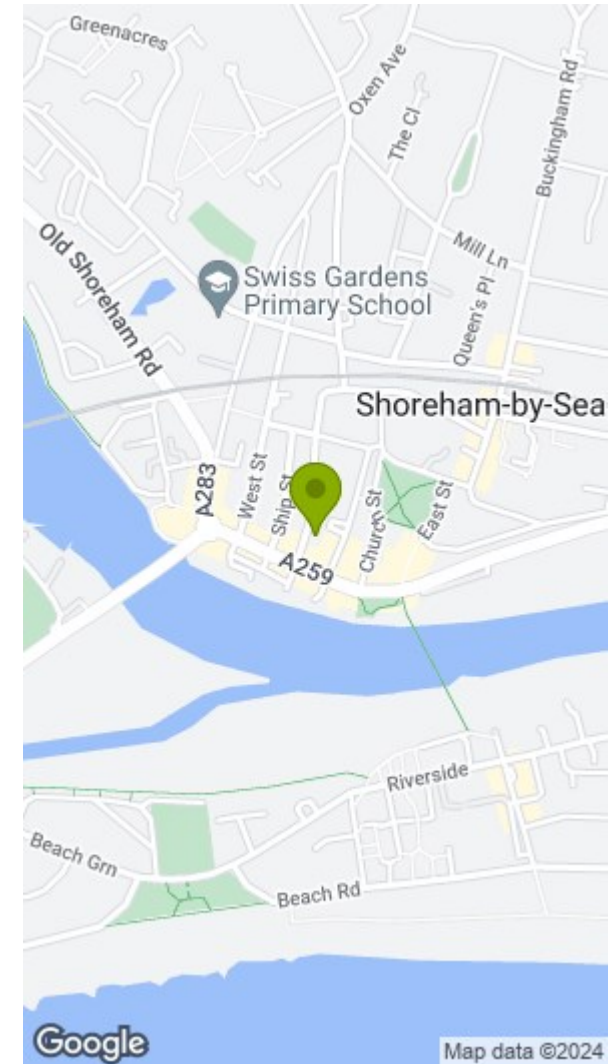 Greenacres
Oxen Ave
The Cl
Buckingham Rd
Mill Ln
Old Shoreham Rd
Swiss Gardens
Primary School
Queen's Pl
Shoreham-by-Sea
A283
West St
Ship St
Church St
East St
A259
Riverside
Beach Grn
Beach Rd
Google
Map data ©2024